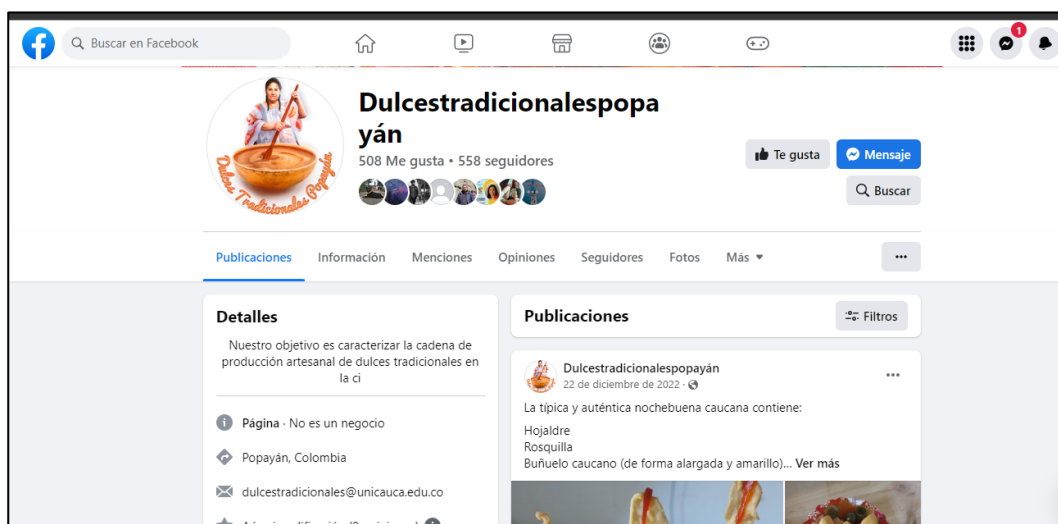 Buscar en Facebook
1
Dulcestradicionalespopa
yán
508 Me gusta • 558 seguidores
Te gusta
Mensaje
Buscar
Dulces Tradicionales Popayán
Publicaciones
Información
Menciones
Opiniones
Seguidores
Fotos
Más
Detalles
Nuestro objetivo es caracterizar la cadena de
producción artesanal de dulces tradicionales en
la ci
Página · No es un negocio
Popayán, Colombia
dulcestradicionales@unicauca.edu.co
Publicaciones
Filtros
Dulcestradicionalespopayán
22 de diciembre de 2022 ·
La típica y auténtica nochebuena caucana contiene:
Hojaldre
Rosquilla
Buñuelo caucano (de forma alargada y amarillo)... Ver más